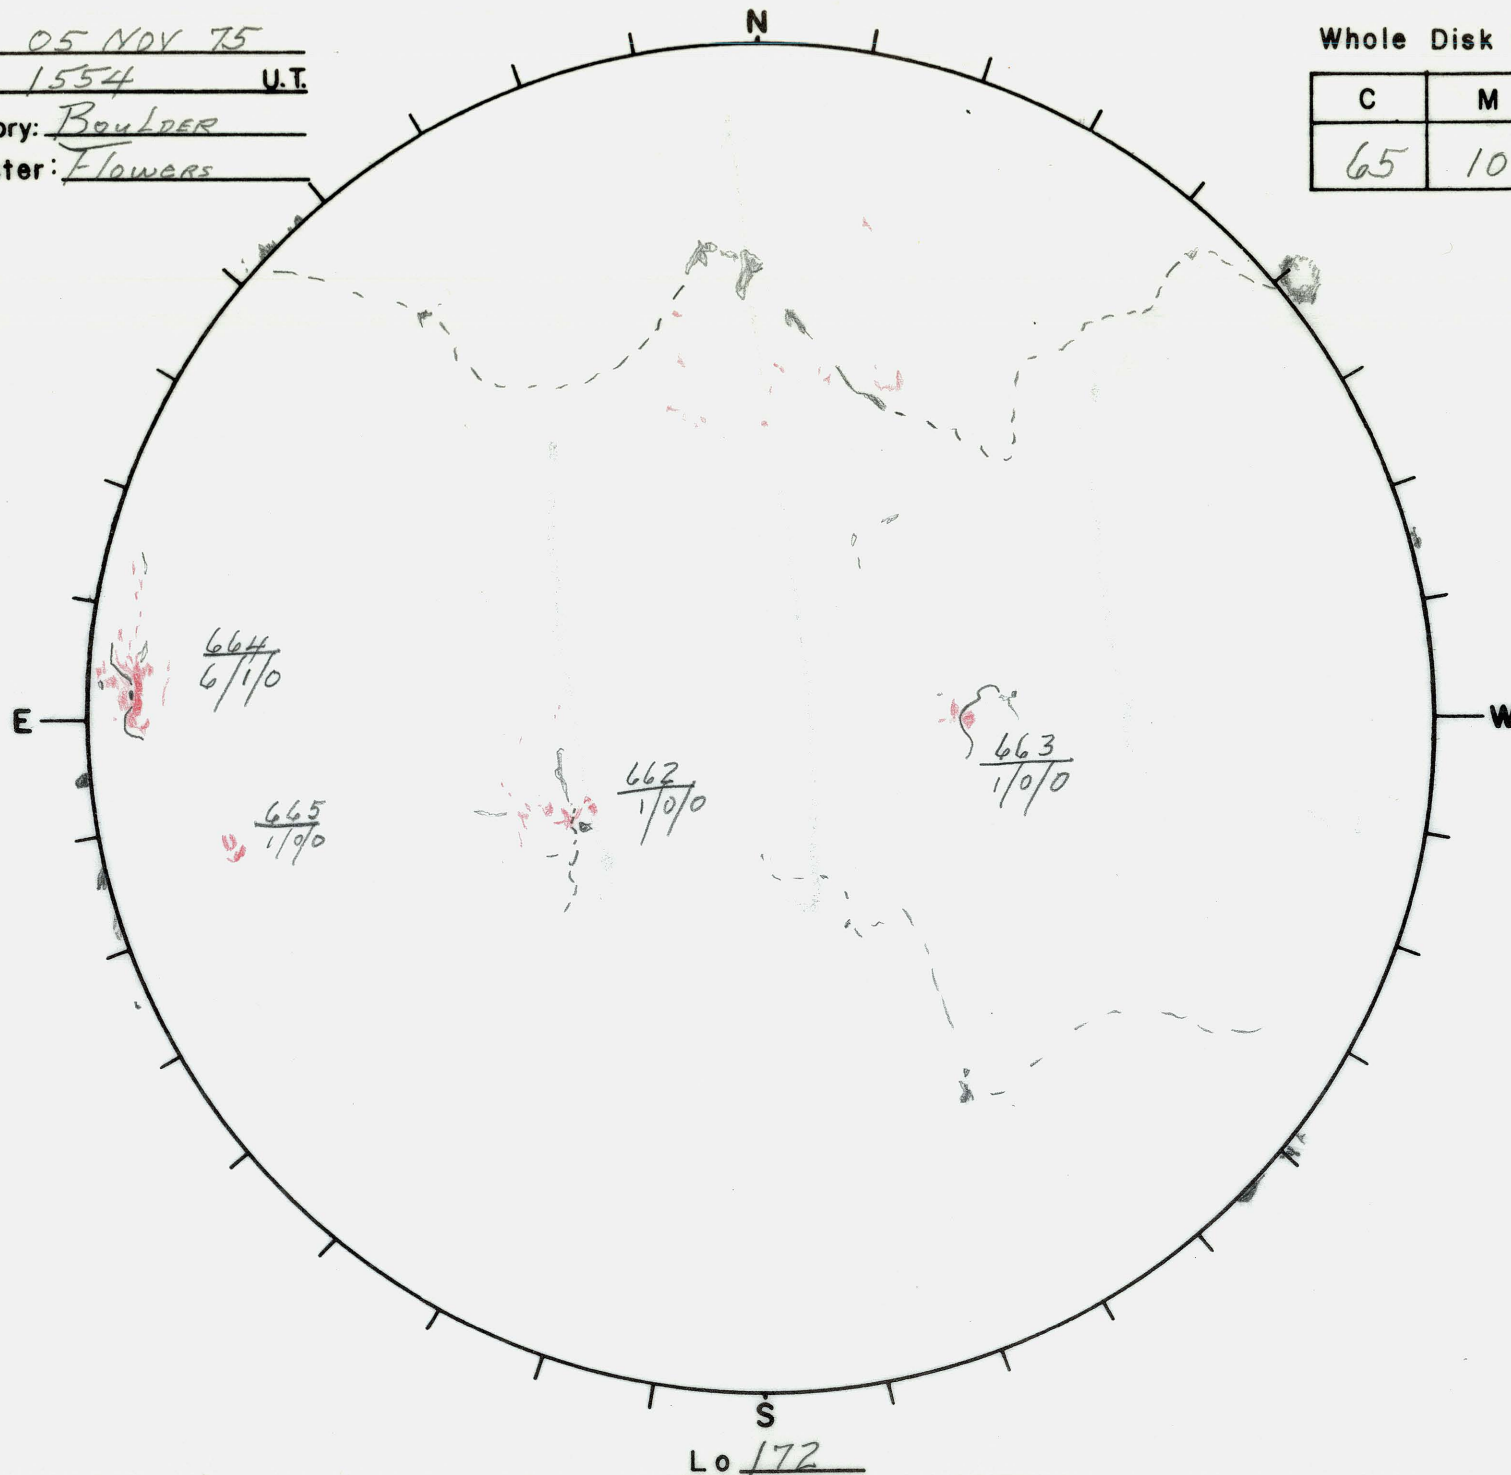 05 NOV 75
1554 U.T.
ory: BOULDER
ter: Flowers
N
Whole Disk
C M
65 10
664
6/1/0
E
W
663
1/0/0
662
1/0/0
665
1/0/0
S
Lo 172